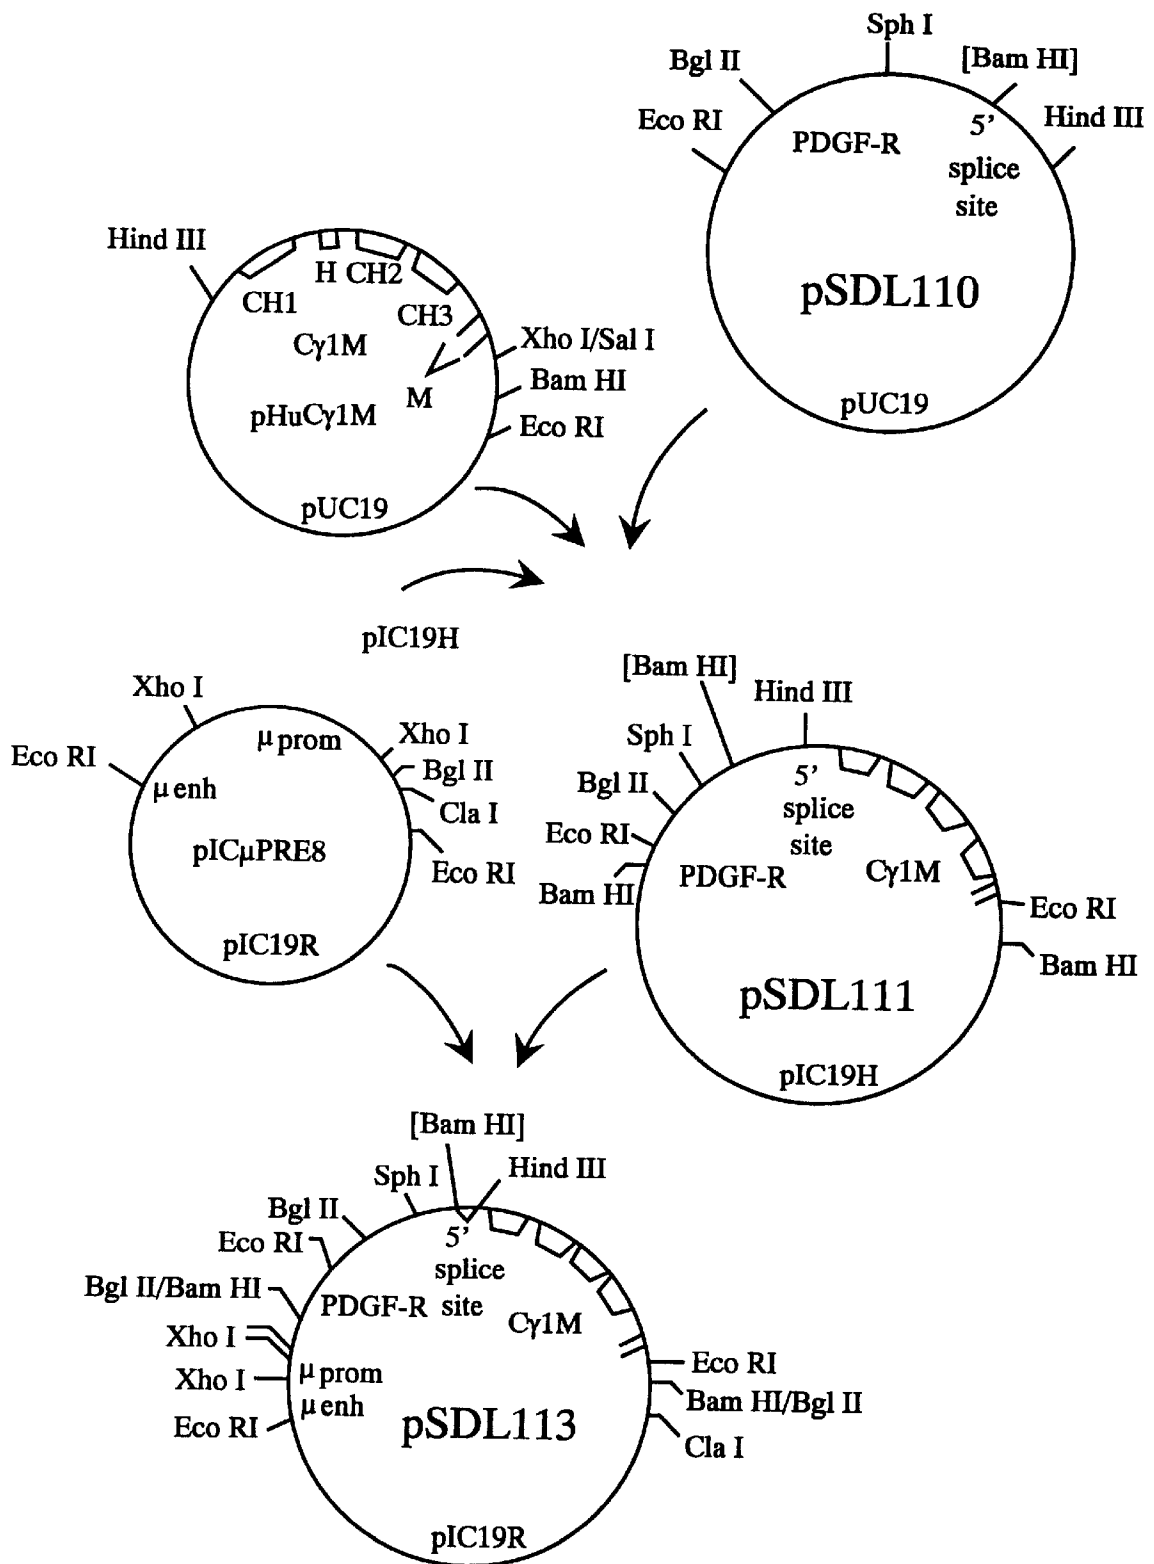 Sph I
Bgl II
[Bam HI]
Eco RI
Hind III
5’
PDGF-R
splice
site
pSDL110
pUC19
Hind III
H CH2
CH1
CH3
Cγ1M
Xho I/Sal I
M
Bam HI
pHuCγ1M
Eco RI
pUC19
pIC19H
Xho I
μ prom
Xho I
Eco RI
μ enh
Bgl II
Cla I
pICμPRE8
Eco RI
pIC19R
[Bam HI]
Hind III
Sph I
5’
Bgl II
splice
Eco RI
site
PDGF-R
Cγ1M
Bam HI
Eco RI
Bam HI
pSDL111
pIC19H
[Bam HI]
Sph I
Hind III
Bgl II
5’
Eco RI
splice
Bgl II/Bam HI
PDGF-R site
Cγ1M
Xho I
Eco RI
Xho I
μ prom
Bam HI/Bgl II
μ enh
Eco RI
pSDL113
Cla I
pIC19R